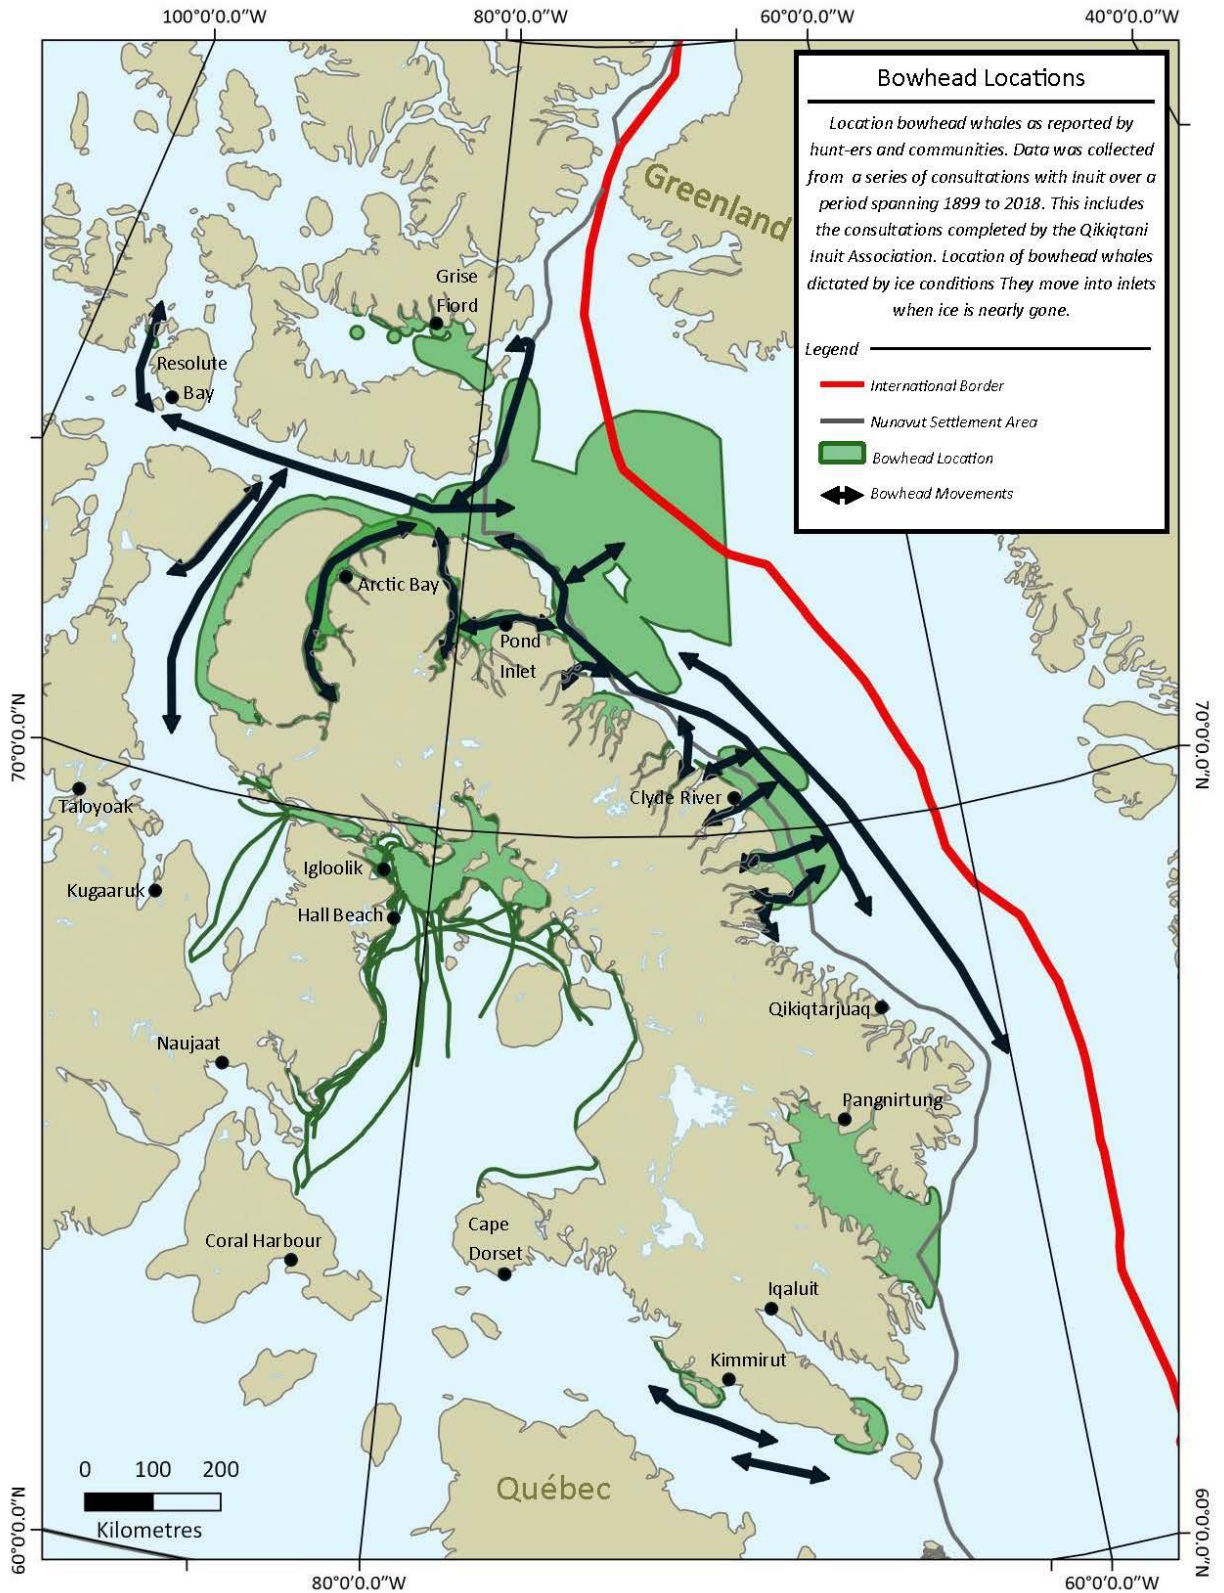 100°0'0.0"W
80°0'0.0"W
60°0'0.0"W
40°0'0.0"W
Bowhead Locations
Location bowhead whales as reported by
hunt-ers and communities. Data was collected
from a series of consultations with Inuit over a
period spanning 1899 to 2018. This includes
the consultations completed by the Qikiqtani
Inuit Association. Location of bowhead whales
dictated by ice conditions They move into inlets
when ice is nearly gone.
Legend
International Border
Nunavut Settlement Area
Bowhead Location
Bowhead Movements
Greenland
Grise
Fiord
Resolute
Bay
Arctic Bay
Pond
Inlet
70°0'0.0"N
70°0'0.0"N
Taloyoak
Clyde River
Igloolik
Kugaaruk
Hall Beach
Qikiqtarjuaq
Naujaat
Pangnirtung
Coral Harbour
Cape
Dorset
Iqaluit
Kimmirut
Québec
0 100 200
Kilometres
60°0'0.0"N
60°0'0.0"N
80°0'0.0"W
60°0'0.0"W